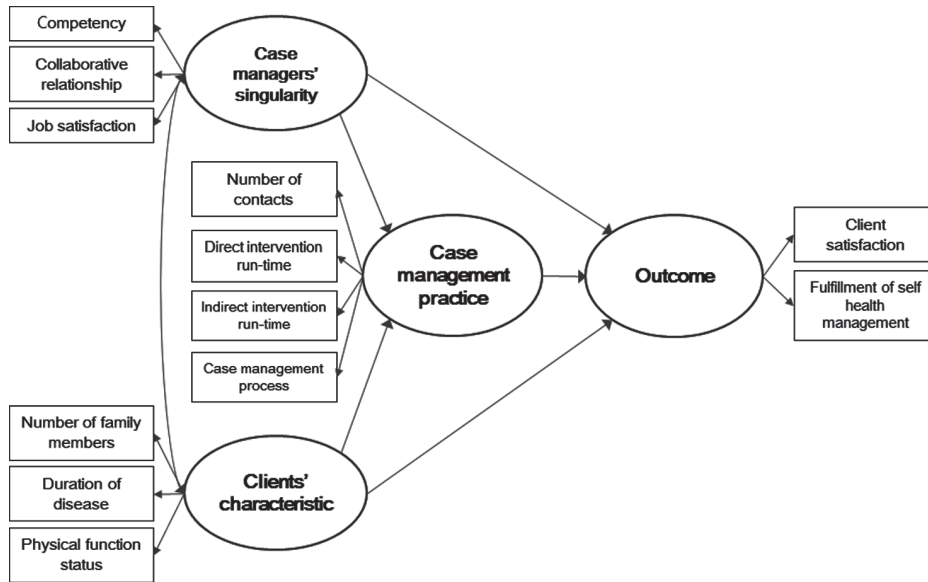 Competency
Collaborative
relationship
Job satisfaction
Case
managers'
singularity
Number of
contacts
Direct intervention
run-time
Indirect intervention
run-time
Case management
process
Case
management
practice
Outcome
Client
satisfaction
Fulfillment of self
health
management
Number of family
members
Duration of
disease
Physical function
status
Clients'
characteristic